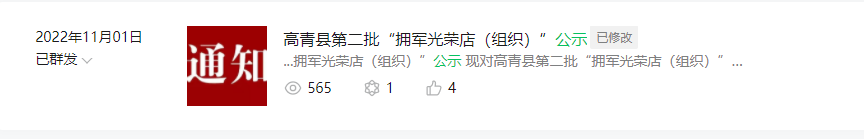 2022年11月01日
已群发
通知
高青县第二批“拥军光荣店（组织）”公示 已修改
...拥军光荣店（组织）”公示 现对高青县第二批“拥军光荣店（组织）”...
565 1 4